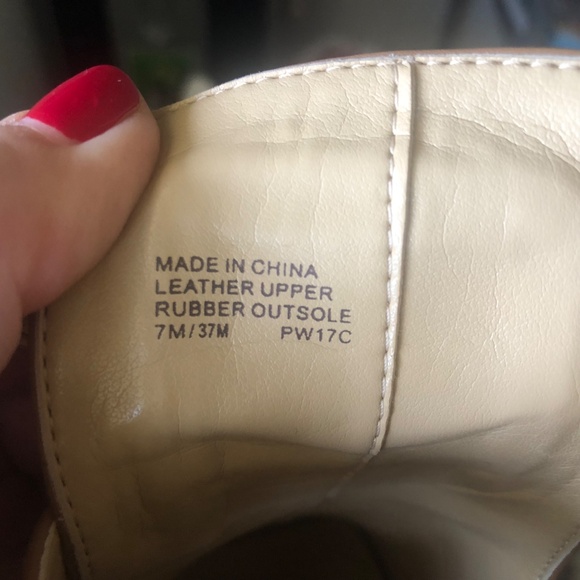 MADE IN CHINA
LEATHER UPPER
RUBBER OUTSOLE
7M/37M PW17C